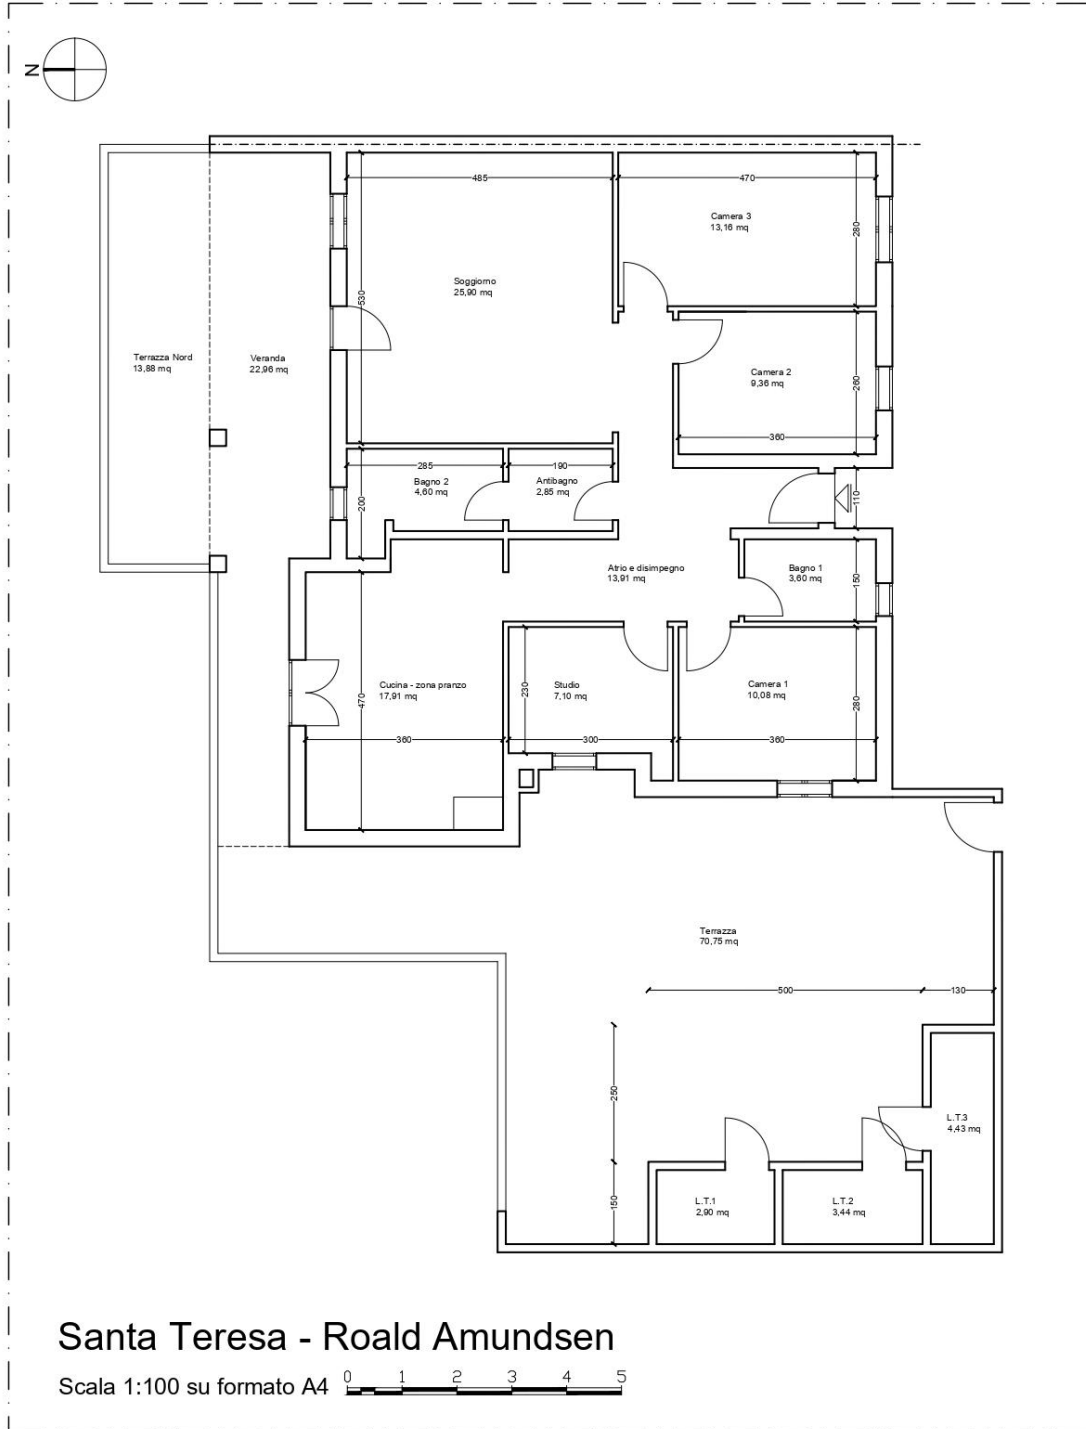 N
485
470
Camera 3
13,16 mq
280
Soggiorno
25,90 mq
530
Terrazza Nord
13,88 mq
Veranda
22,96 mq
Camera 2
9,36 mq
260
360
285
190
Bagno 2
4,60 mq
Antibagno
2,85 mq
200
110
Atrio e disimpegno
13,91 mq
Bagno 1
3,60 mq
150
Cucina - zona pranzo
17,91 mq
470
360
Studio
7,10 mq
230
300
Camera 1
10,08 mq
280
360
Terrazza
70,75 mq
500
130
250
150
L.T.3
4,43 mq
L.T.1
2,90 mq
L.T.2
3,44 mq
Santa Teresa - Roald Amundsen
Scala 1:100 su formato A4
0 1 2 3 4 5